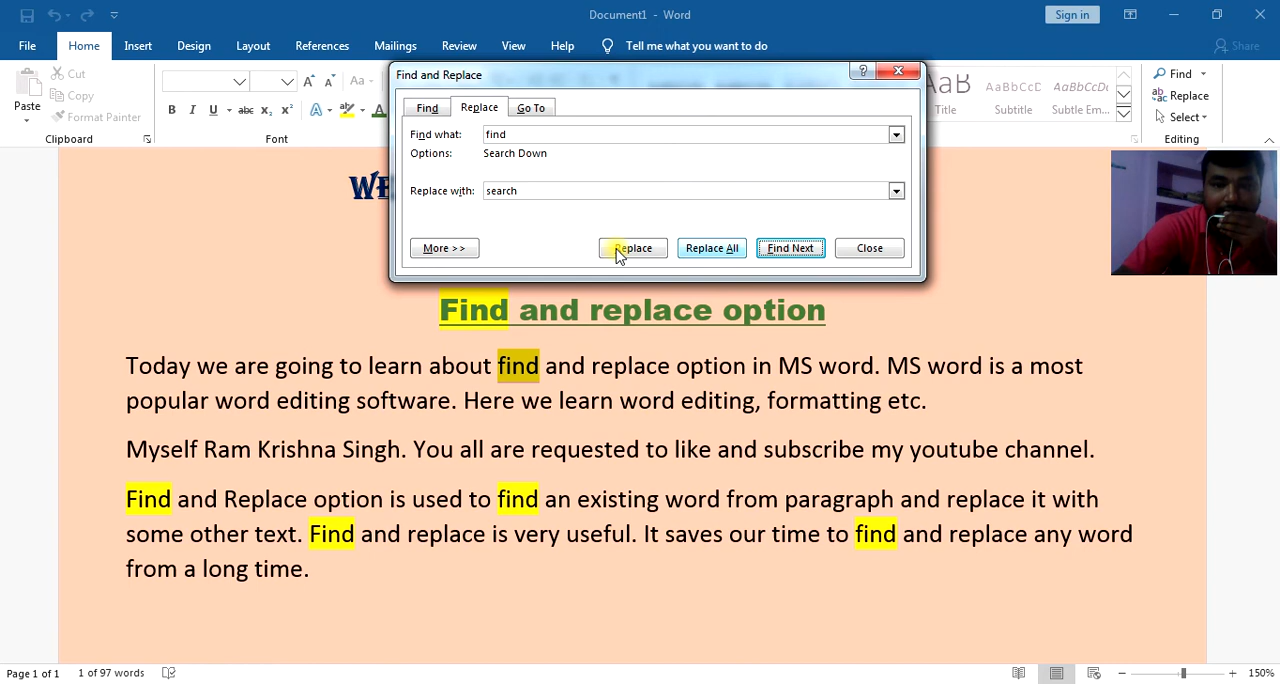 Document1 - Word
Sign in
File Home Insert Design Layout References Mailings Review View Help Tell me what you want to do Share
Cut
Copy
Format Painter
Paste
Clipboard
Font
Aa
abc X₂ X²
B I U A ab A
Title
AaBbCcD
Subtitle
AaBbCcD
Subtle Em...
Find
Replace
Select
Editing
Find and Replace
Find Replace Go To
Find what: find
Options: Search Down
Replace with: search
More >> Replace Replace All Find Next Close
WE
Find and replace option
Today we are going to learn about find and replace option in MS word. MS word is a most
popular word editing software. Here we learn word editing, formatting etc.
Myself Ram Krishna Singh. You all are requested to like and subscribe my youtube channel.
Find and Replace option is used to find an existing word from paragraph and replace it with
some other text. Find and replace is very useful. It saves our time to find and replace any word
from a long time.
Page 1 of 1 1 of 97 words
150%